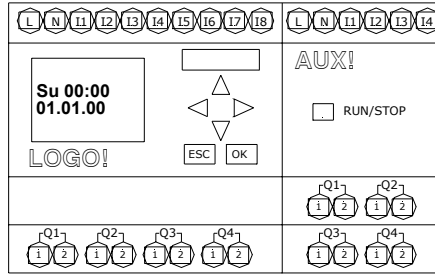 L N I1 I2 I3 I4 I5 I6 I7 I8
L N I1 I2 I3 I4
Su 00:00
01.01.00
LOGO!
ESC OK
AUX!
RUN/STOP
Q1 Q2
1 2 1 2
Q1 Q2 Q3 Q4
1 2 1 2 1 2 1 2
Q3 Q4
1 2 1 2